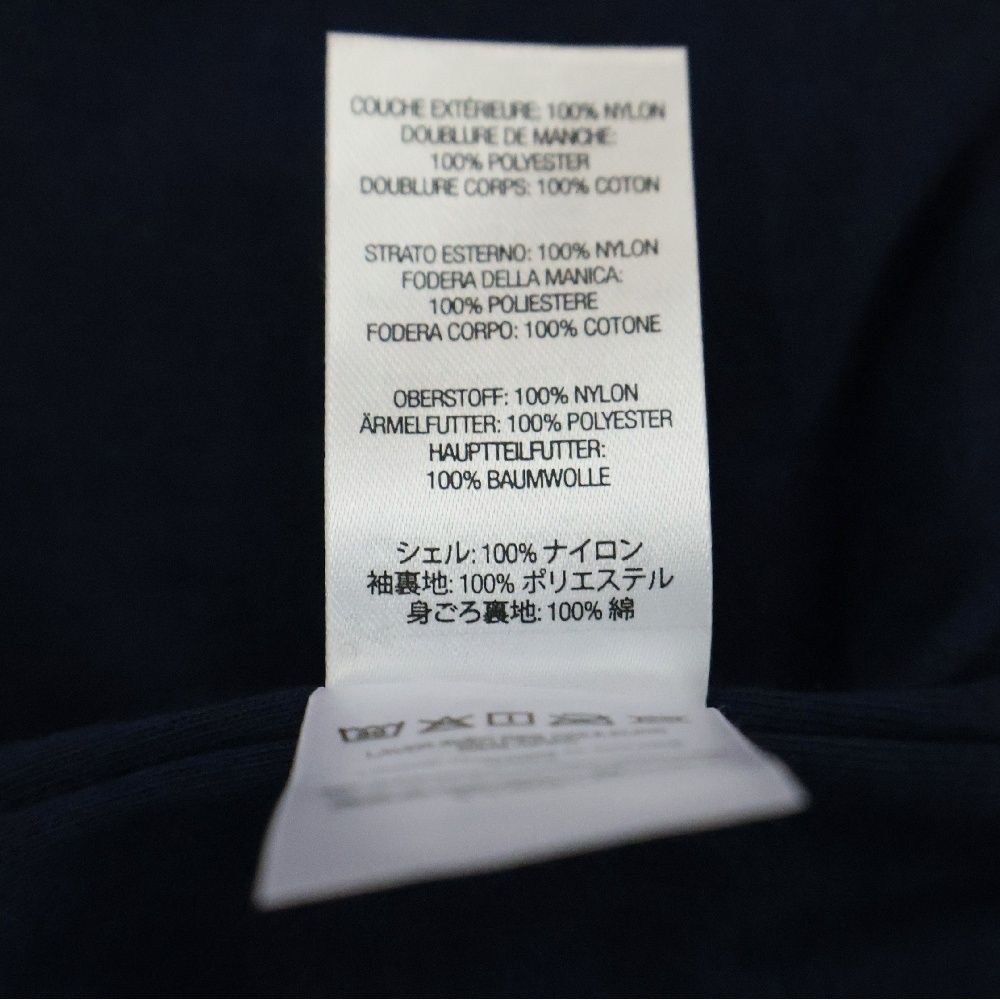 COUCHE EXTÉRIEURE: 100% NYLON
DOUBLURE DE MANCHE:
100% POLYESTER
DOUBLURE CORPS: 100% COTON
STRATO ESTERNO: 100% NYLON
FODERA DELLA MANICA:
100% POLIESTERE
FODERA CORPO: 100% COTONE
OBERSTOFF: 100% NYLON
ÄRMELFUTTER: 100% POLYESTER
HAUPTTEILFUTTER:
100% BAUMWOLLE
シェル: 100% ナイロン
袖裏地: 100% ポリエステル
身ごろ裏地: 100% 綿